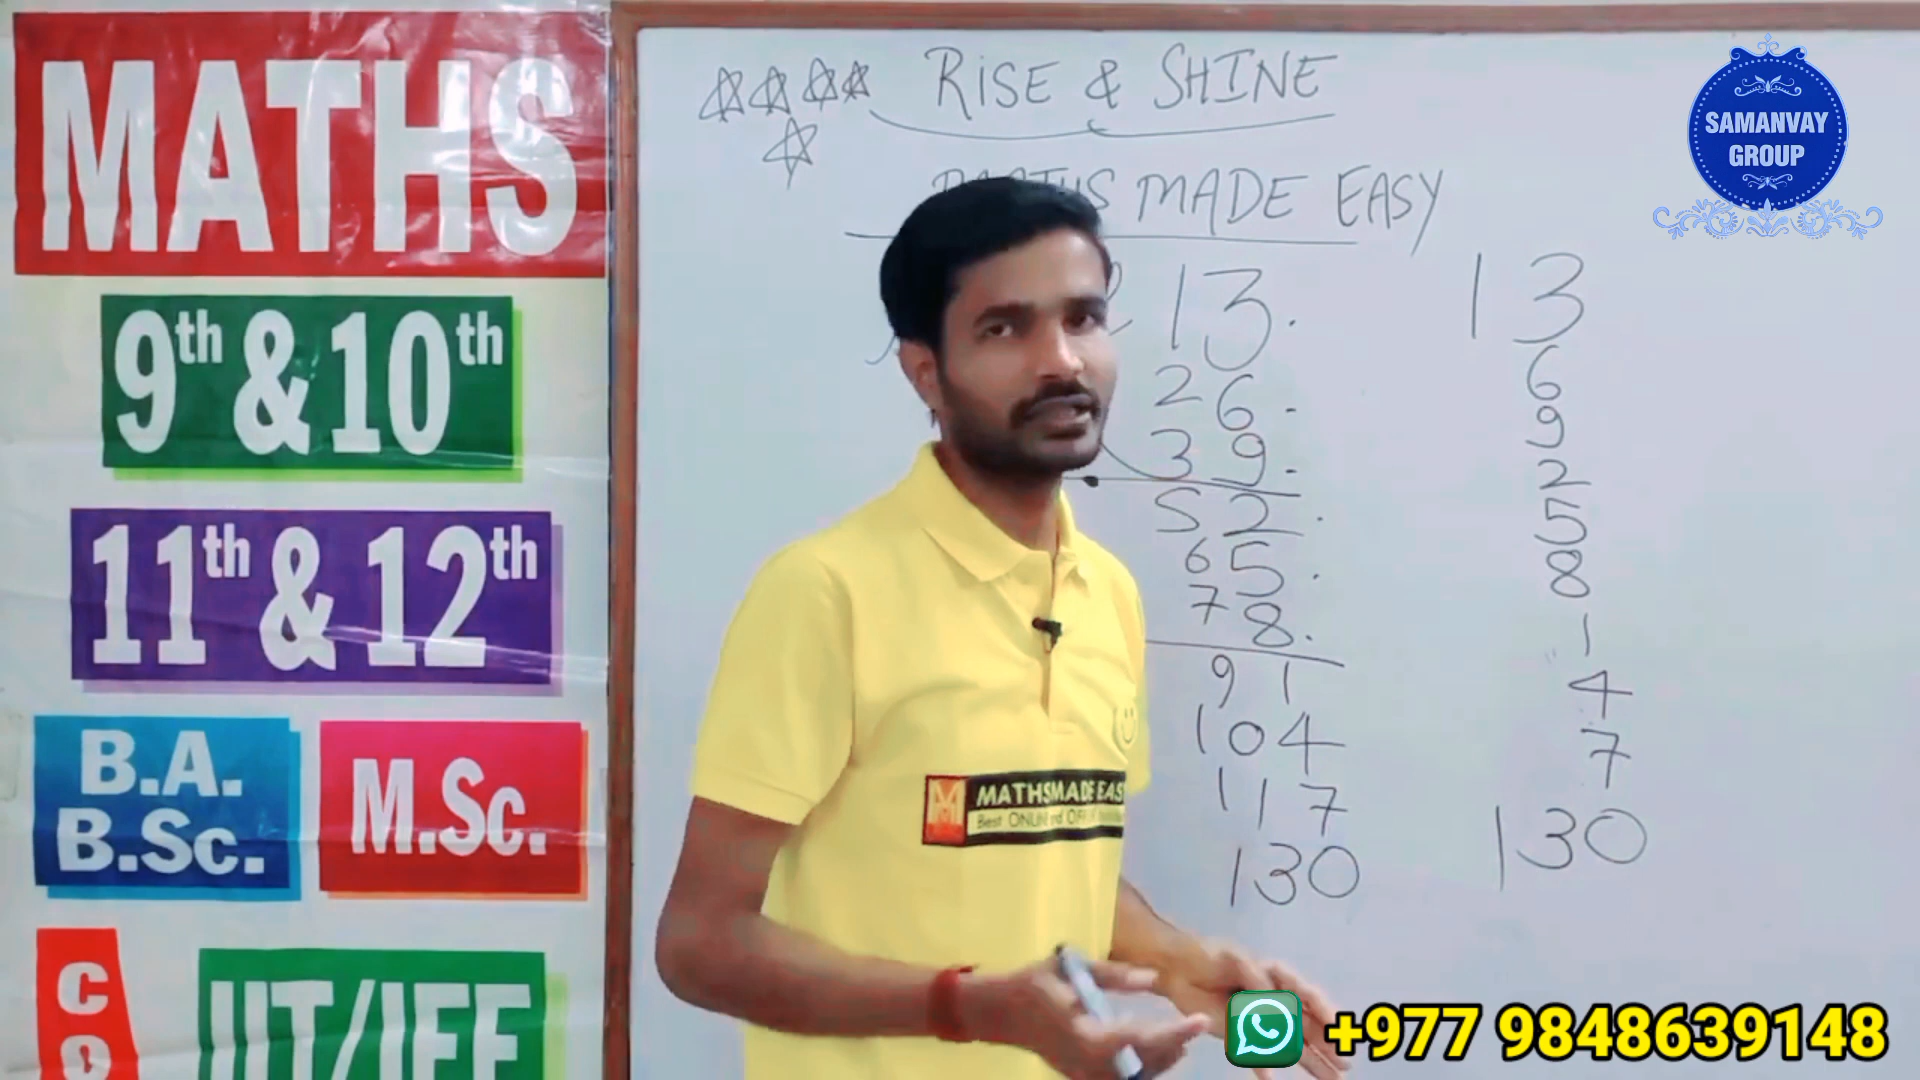 MATHS
9th & 10th
11th & 12th
B.A.
B.Sc.
M.Sc.
IIT/JEE
RISE & SHINE
MADE EASY
13.
26.
39.
52.
65.
78.
91
104
117
130
13
6
9
2
5
8
1
4
7
130
SAMANVAY
GROUP
MATHSMADE EAS
Best
+977 9848639148